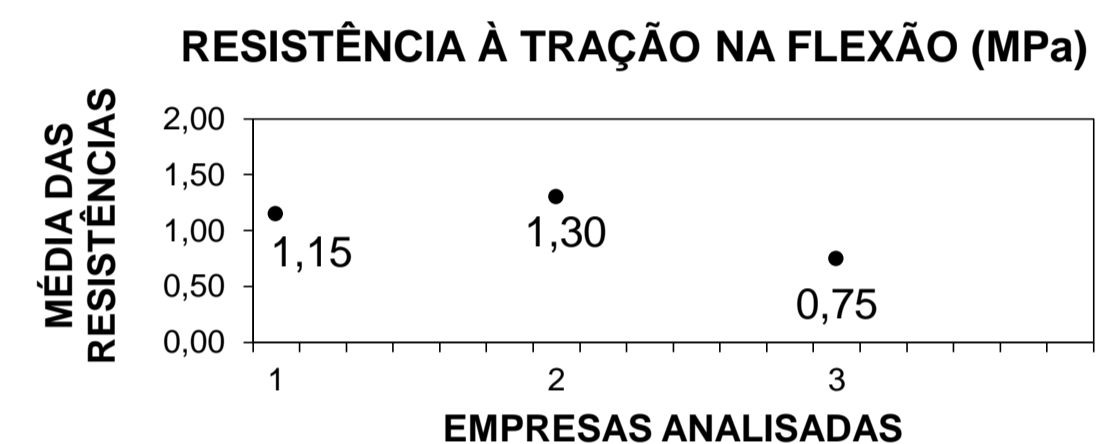 RESISTÊNCIA À TRAÇÃO NA FLEXÃO (MPa)
MÉDIA DAS
RESISTÊNCIAS
2,00
1,50
1,00
0,50
0,00
1,15
1,30
0,75
1 2 3
EMPRESAS ANALISADAS